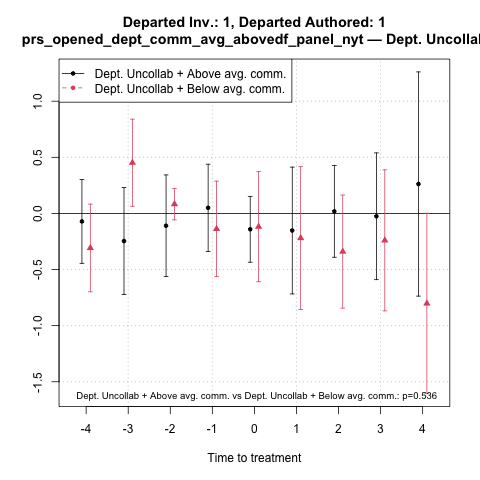 Departed Inv.: 1, Departed Authored: 1
prs_opened_dept_comm_avg_abovedf_panel_nyt — Dept. Uncollab
Dept. Uncollab + Above avg. comm.
Dept. Uncollab + Below avg. comm.
1.0
0.5
0.0
-0.5
-1.0
-1.5
Dept. Uncollab + Above avg. comm. vs Dept. Uncollab + Below avg. comm.: p=0.536
-4 -3 -2 -1 0 1 2 3 4
Time to treatment